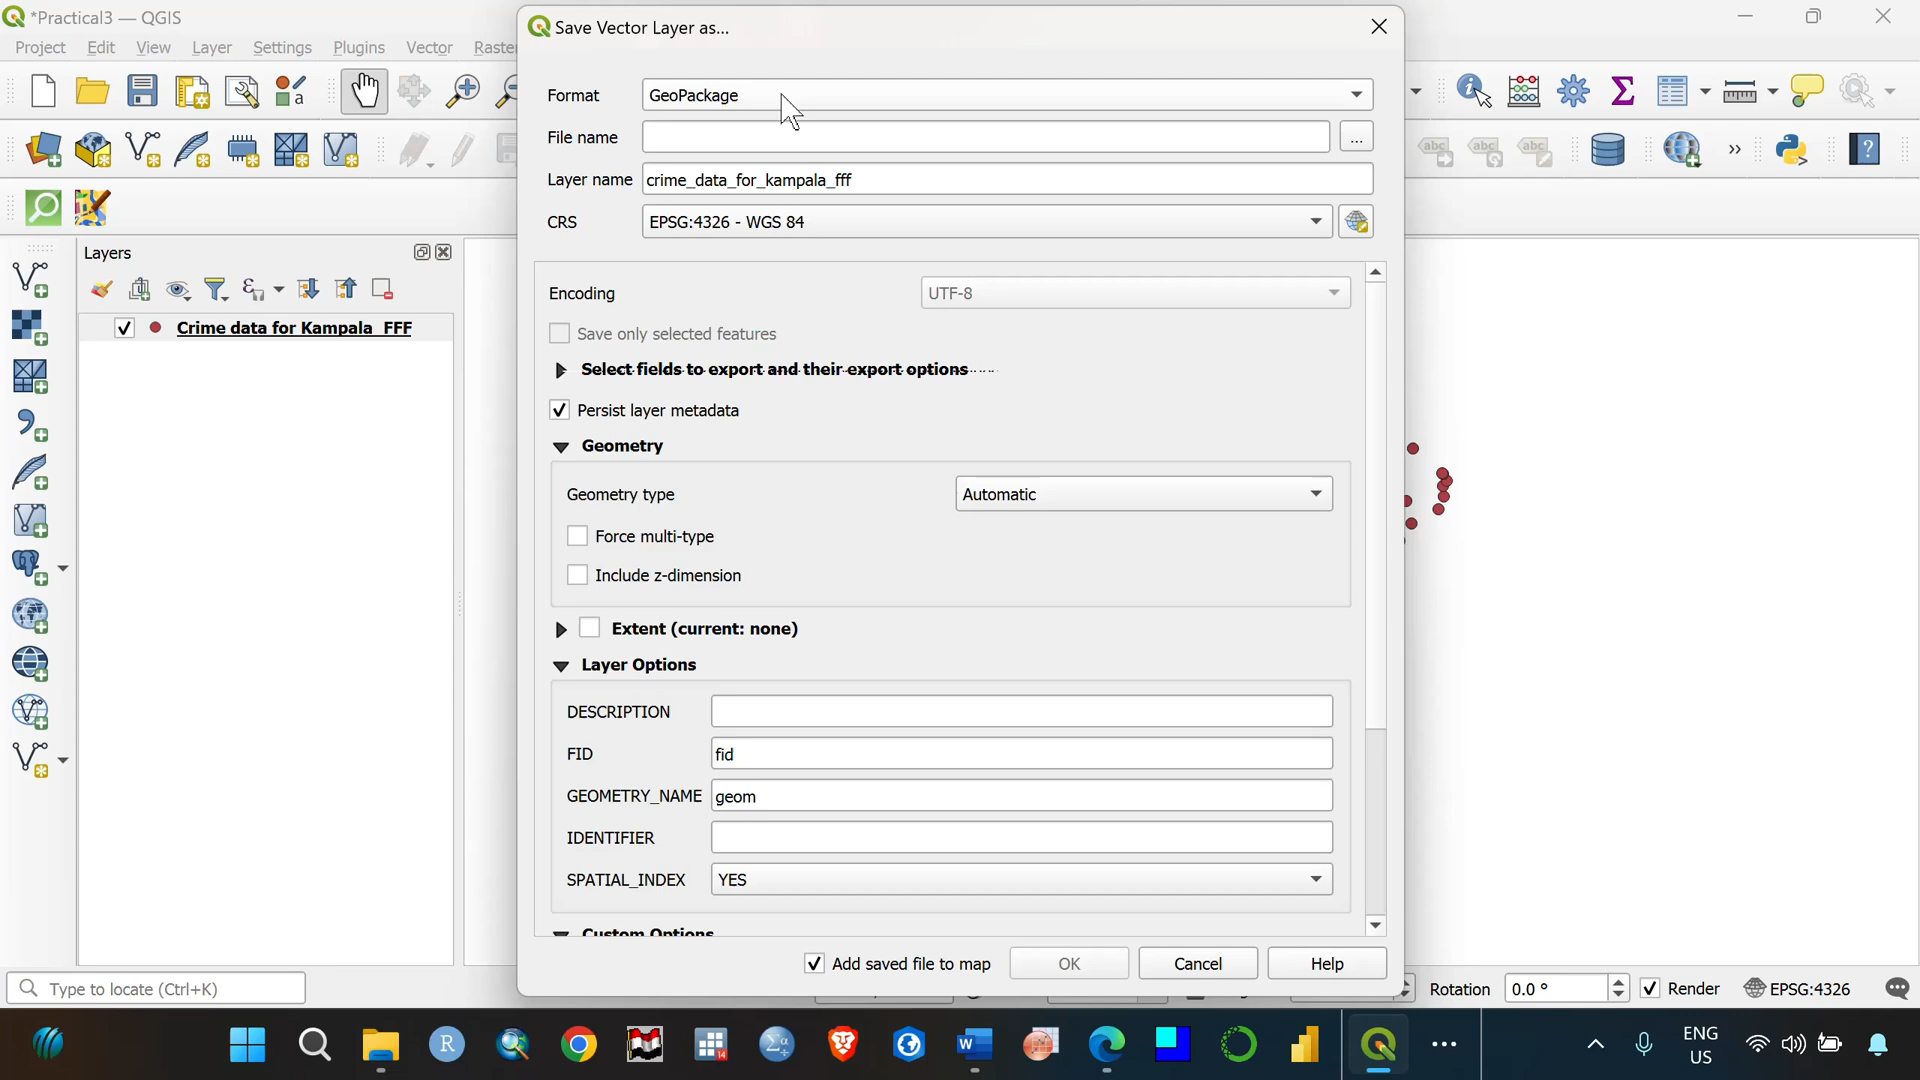 *Practical3 — QGIS
Project Edit View Layer Settings Plugins Vector Raster
Save Vector Layer as...
Format GeoPackage
File name ...
Layer name crime_data_for_kampala_fff
CRS EPSG:4326 - WGS 84
Layers
Crime data for Kampala FFF
Encoding UTF-8
Save only selected features
Select fields to export and their export options
Persist layer metadata
Geometry
Geometry type Automatic
Force multi-type
Include z-dimension
Extent (current: none)
Layer Options
DESCRIPTION
FID fid
GEOMETRY_NAME geom
IDENTIFIER
SPATIAL_INDEX YES
Custom Options
Add saved file to map OK Cancel Help
Type to locate (Ctrl+K)
Rotation 0.0 ° Render EPSG:4326
ENG
US